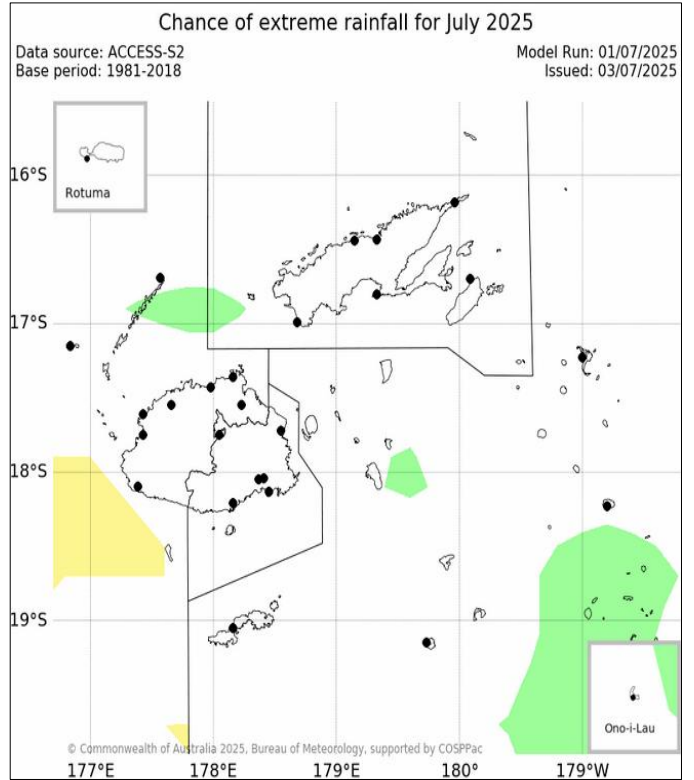 Chance of extreme rainfall for July 2025
Data source: ACCESS-S2
Model Run: 01/07/2025
Base period: 1981-2018
Issued: 03/07/2025
Rotuma
16°S
17°S
18°S
19°S
Ono-i-Lau
© Commonwealth of Australia 2025, Bureau of Meteorology, supported by COSPPac
177°E
178°E
179°E
180°
179°W